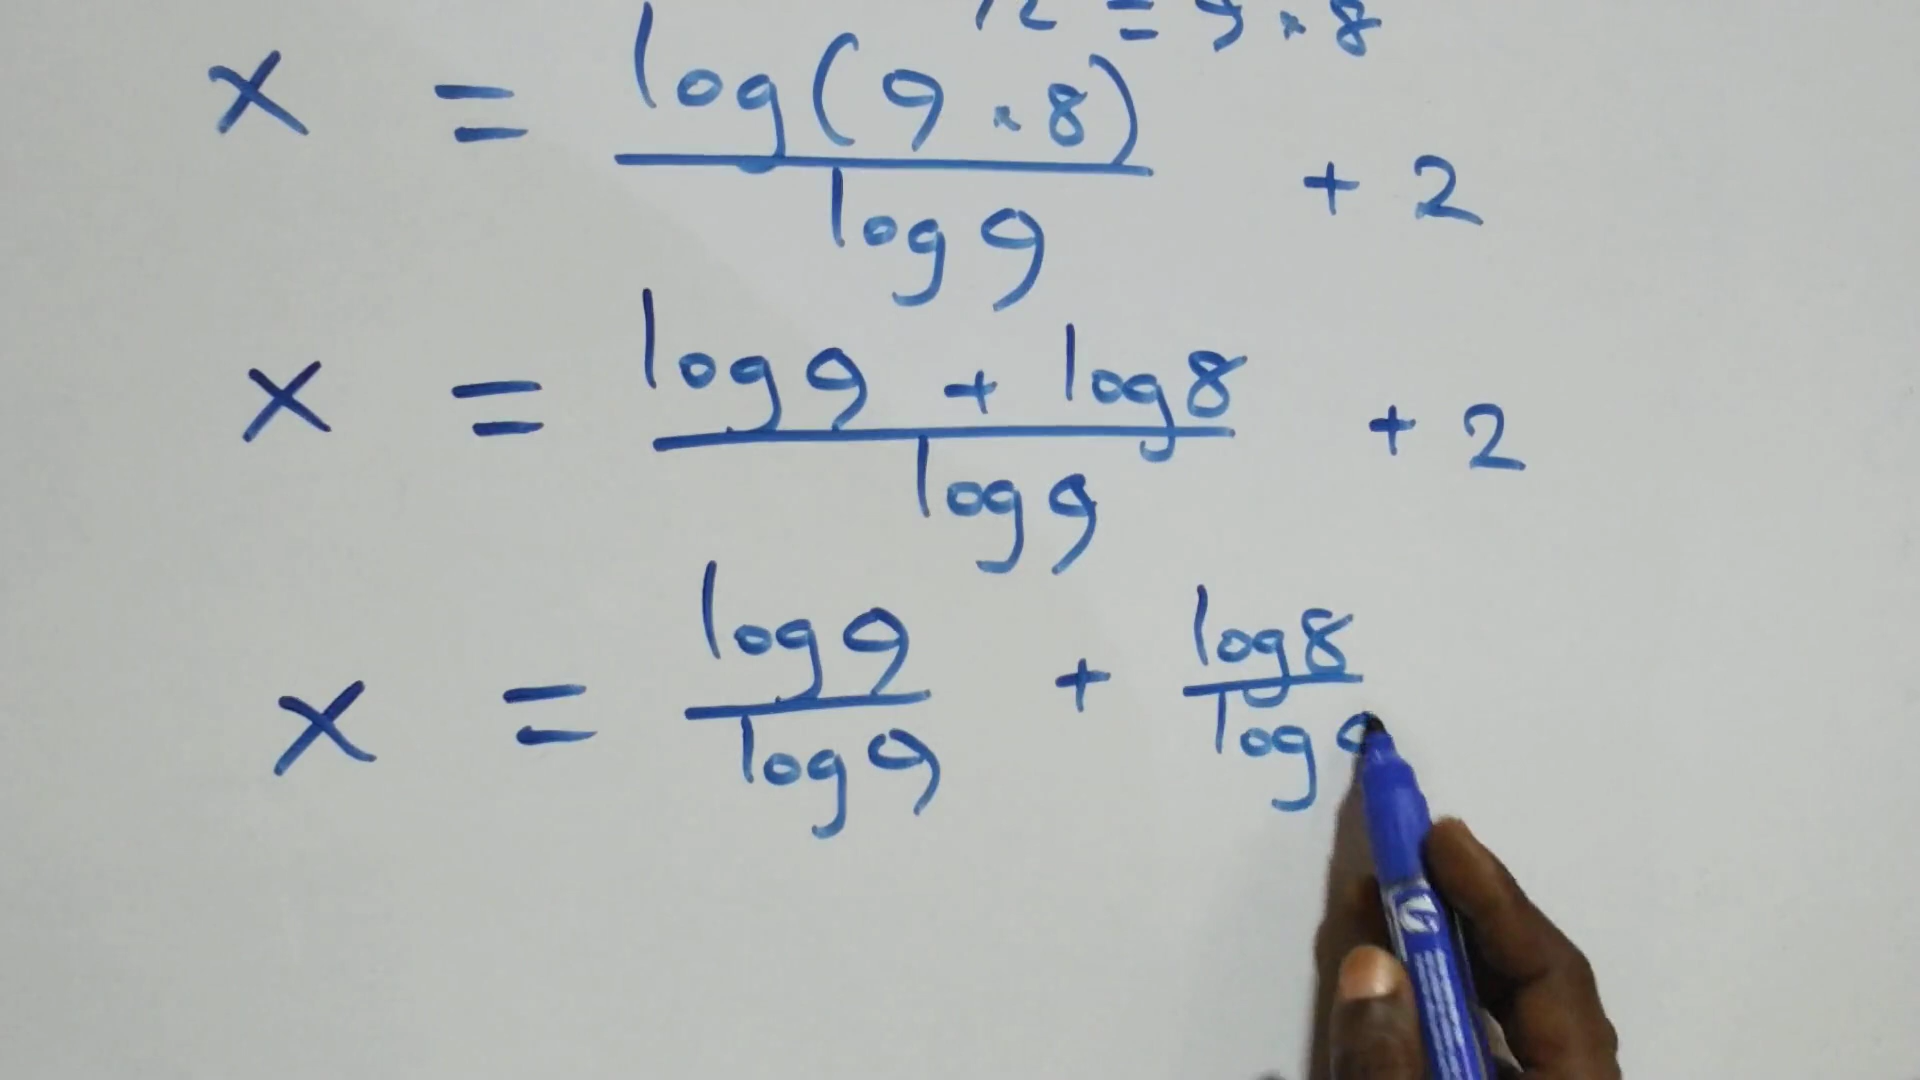 72 = 9 × 8
x = log(9 × 8) / log 9 + 2
x = log 9 + log 8 / log 9 + 2
x = log 9 / log 9 + log 8 / log 9